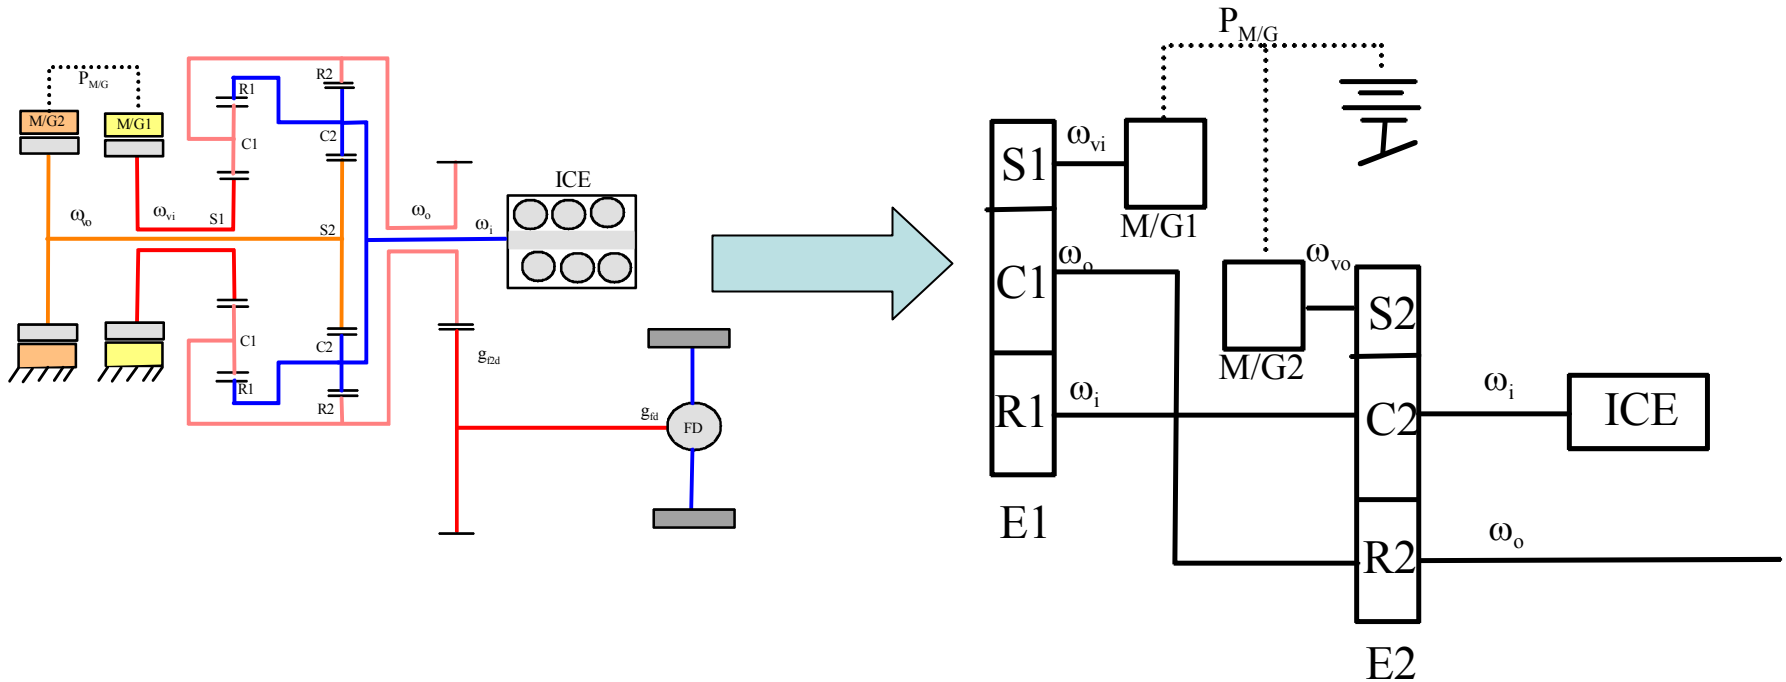 P_M/G
M/G2
M/G1
R1
R2
C1
C2
ω_vo
ω_vi
S1
S2
ω_o
ω_i
ICE
C1
C2
R1
R2
g_f2d
g_fd
FD
P_M/G
S1
ω_vi
M/G1
C1
ω_o
ω_vo
S2
M/G2
R1
ω_i
C2
ω_i
ICE
E1
R2
ω_o
E2